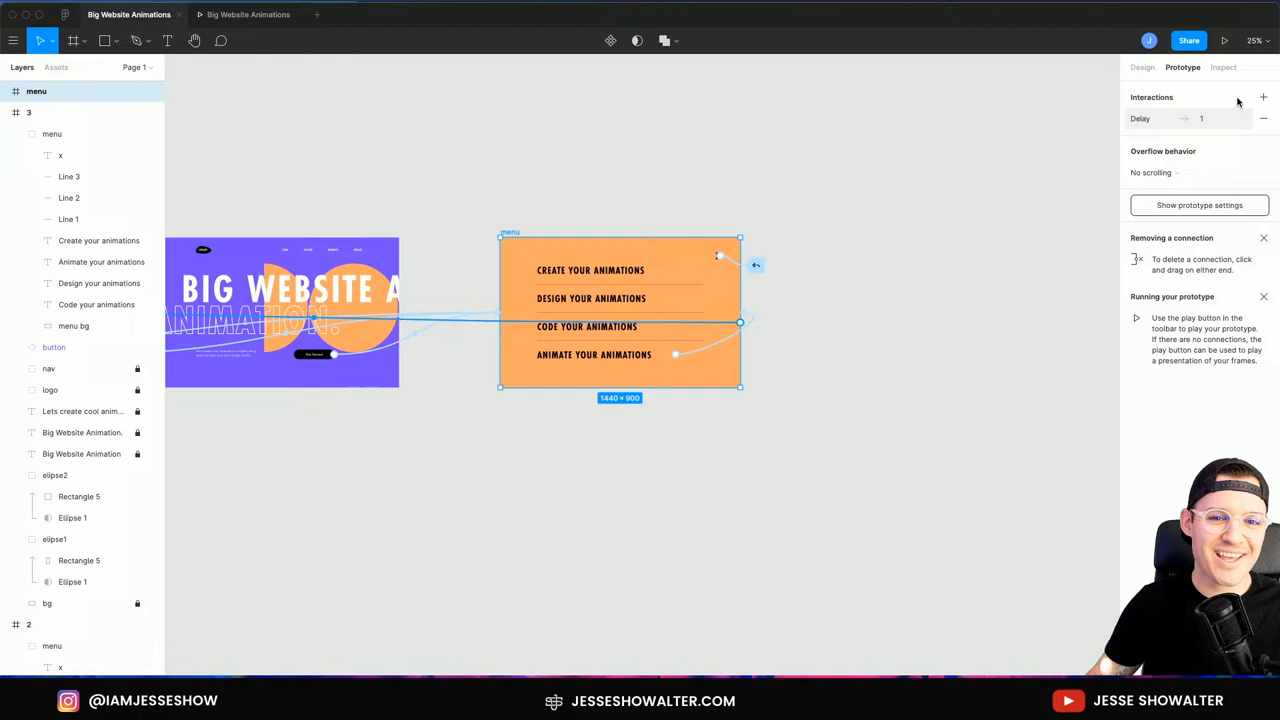 Big Website Animations
Big Website Animations
J
Share
25%
Layers
Assets
Page 1
Design
Prototype
Inspect
menu
3
menu
x
Line 3
Line 2
Line 1
Create your animations
Animate your animations
Design your animations
Code your animations
menu bg
button
nav
logo
Lets create cool anim...
Big Website Animation.
Big Website Animation
elipse2
Rectangle 5
Ellipse 1
elipse1
Rectangle 5
Ellipse 1
bg
2
menu
x
BIG WEBSITE A
ANIMATION.
Get Started
menu
CREATE YOUR ANIMATIONS
DESIGN YOUR ANIMATIONS
CODE YOUR ANIMATIONS
ANIMATE YOUR ANIMATIONS
1440 × 900
Interactions
Delay
1
Overflow behavior
No scrolling
Show prototype settings
Removing a connection
To delete a connection, click
and drag on either end.
Running your prototype
Use the play button in the
toolbar to play your prototype.
If there are no connections, the
play button can be used to play
a presentation of your frames.
@IAMJESSESHOW
JESSESHOWALTER.COM
JESSE SHOWALTER